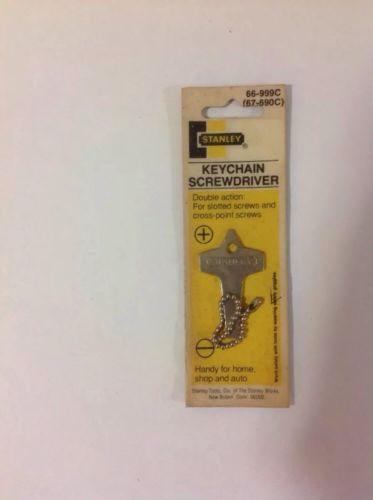 66-999C
(67-690C)
STANLEY
®
KEYCHAIN
SCREWDRIVER
Double action:
For slotted screws and
cross-point screws
STANLEY
Handy for home,
shop and auto
Stanley Tools, Div. of The Stanley Works,
New Britain, Conn. 06050